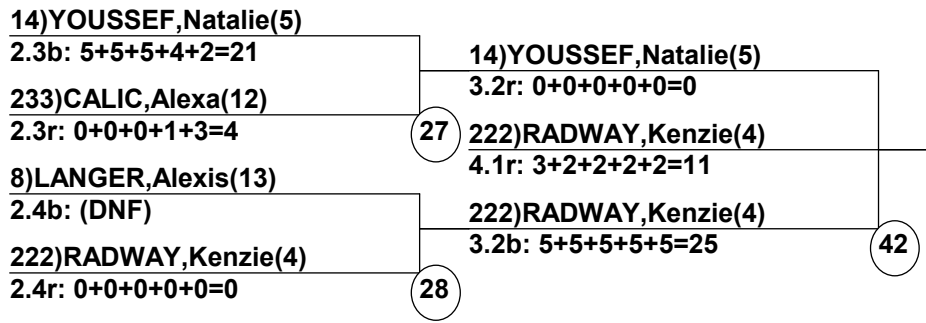 14)YOUSSEF,Natalie(5)
2.3b: 5+5+5+4+2=21
233)CALIC,Alexa(12)
2.3r: 0+0+0+1+3=4
27
8)LANGER,Alexis(13)
2.4b: (DNF)
222)RADWAY,Kenzie(4)
2.4r: 0+0+0+0+0=0
28
14)YOUSSEF,Natalie(5)
3.2r: 0+0+0+0+0=0
222)RADWAY,Kenzie(4)
4.1r: 3+2+2+2+2=11
222)RADWAY,Kenzie(4)
3.2b: 5+5+5+5+5=25
42